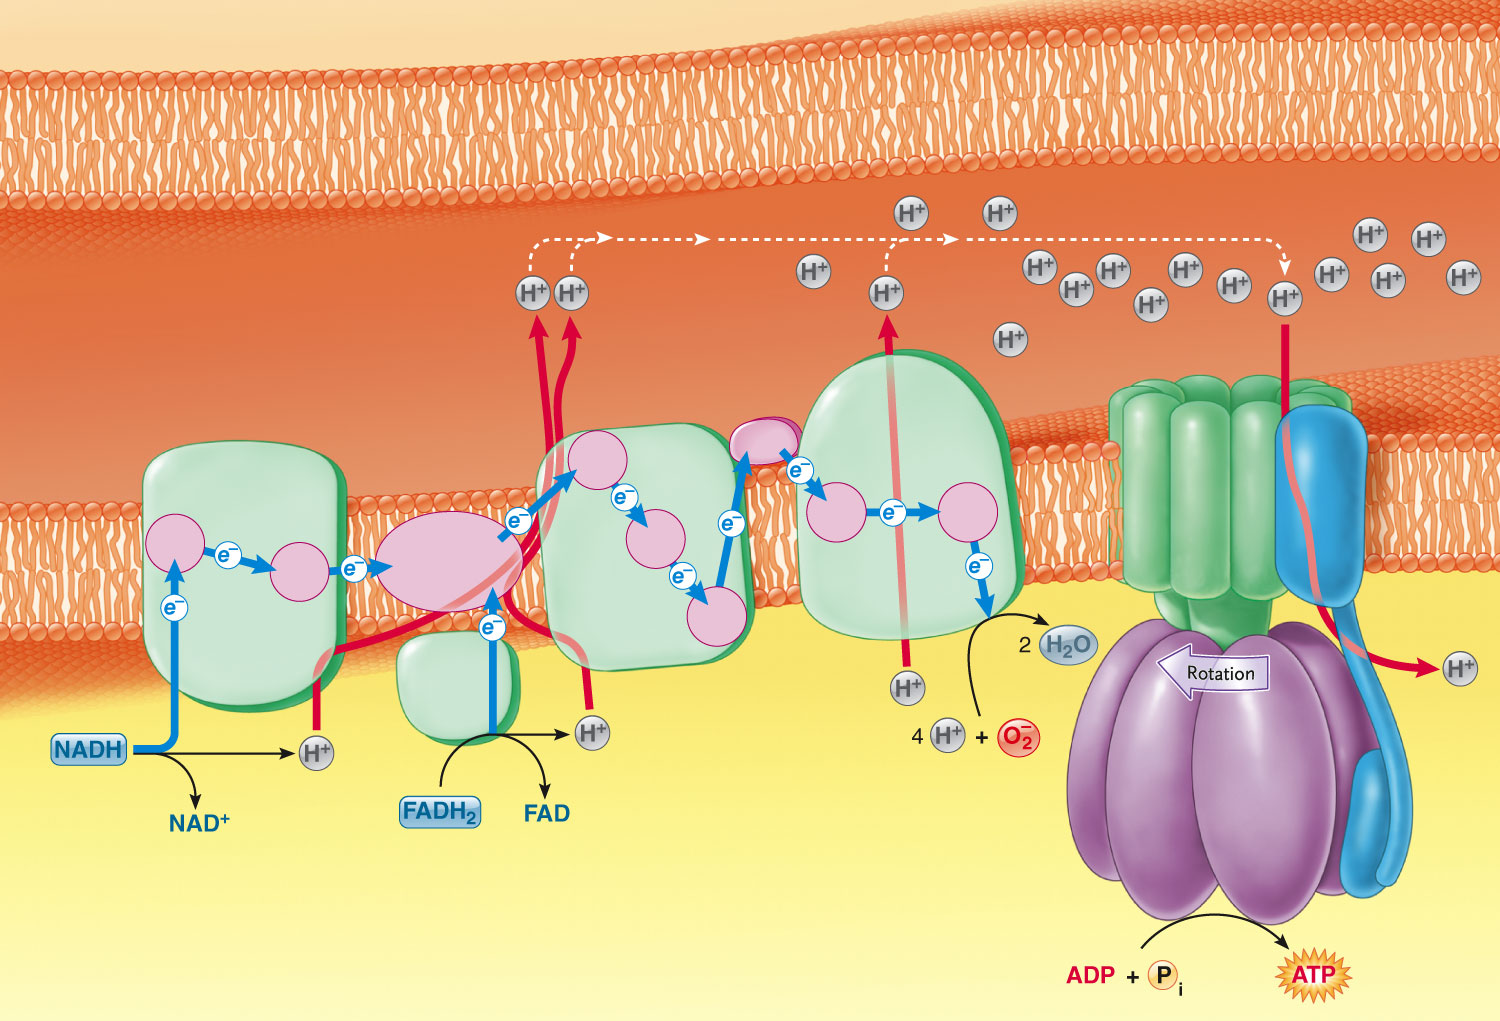 H⁺ H⁺
H⁺ H⁺ H⁺
H⁺ H⁺ H⁺ H⁺ H⁺ H⁺ H⁺ H⁺
H⁺ H⁺ H⁺ H⁺ H⁺ H⁺ H⁺
H⁺
e⁻
e⁻
e⁻
e⁻
e⁻
e⁻
e⁻
e⁻
e⁻
e⁻
e⁻
e⁻
2 H₂O
Rotation
H⁺
H⁺
NADH
H⁺
H⁺
4 H⁺ + O₂⁻
NAD⁺
FADH₂
FAD
ADP + Pᵢ
ATP